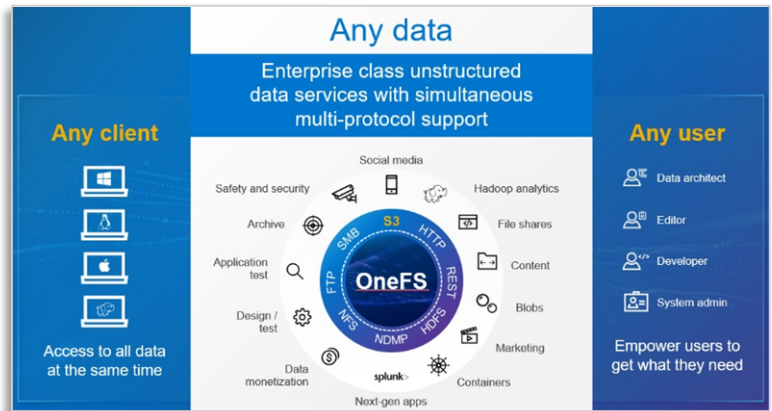 Any data
Enterprise class unstructured
data services with simultaneous
multi-protocol support
Any client
Access to all data
at the same time
Social media
Safety and security
Hadoop analytics
Archive
File shares
Application
test
Content
Design /
test
Blobs
Data
monetization
Marketing
splunk>
Containers
Next-gen apps
S3
HTTP
REST
HDFS
NDMP
NFS
FTP
SMB
OneFS
Any user
Data architect
Editor
Developer
System admin
Empower users to
get what they need